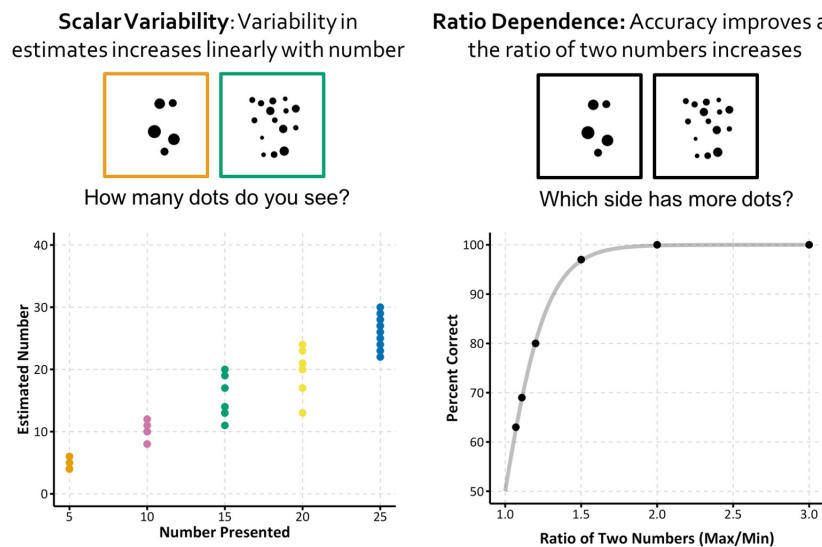 Scalar Variability: Variability in
estimates increases linearly with number
How many dots do you see?
Estimated Number
40
30
20
10
0
5
10
15
20
25
Number Presented
Ratio Dependence: Accuracy improves a
the ratio of two numbers increases
Which side has more dots?
Percent Correct
100
90
80
70
60
50
1.0
1.5
2.0
2.5
3.0
Ratio of Two Numbers (Max/Min)